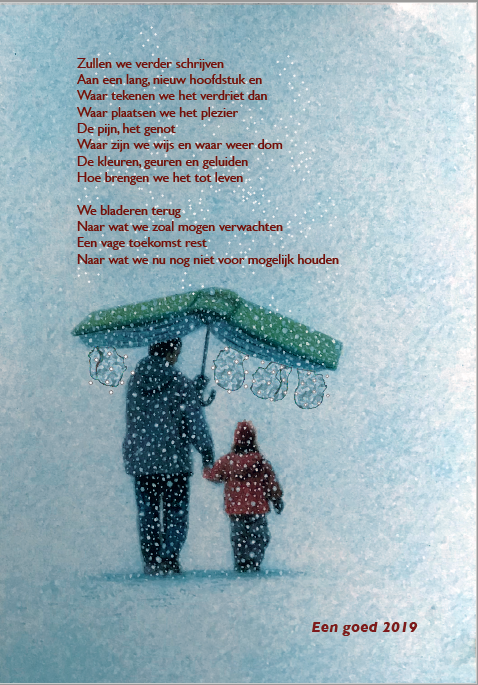 Zullen we verder schrijven
Aan een lang, nieuw hoofdstuk en
Waar tekenen we het verdriet dan
Waar plaatsen we het plezier
De pijn, het genot
Waar zijn we wijs en waar weer dom
De kleuren, geuren en geluiden
Hoe brengen we het tot leven

We bladeren terug
Naar wat we zoal mogen verwachten
Een vage toekomst rest
Naar wat we nu nog niet voor mogelijk houden

Een goed 2019